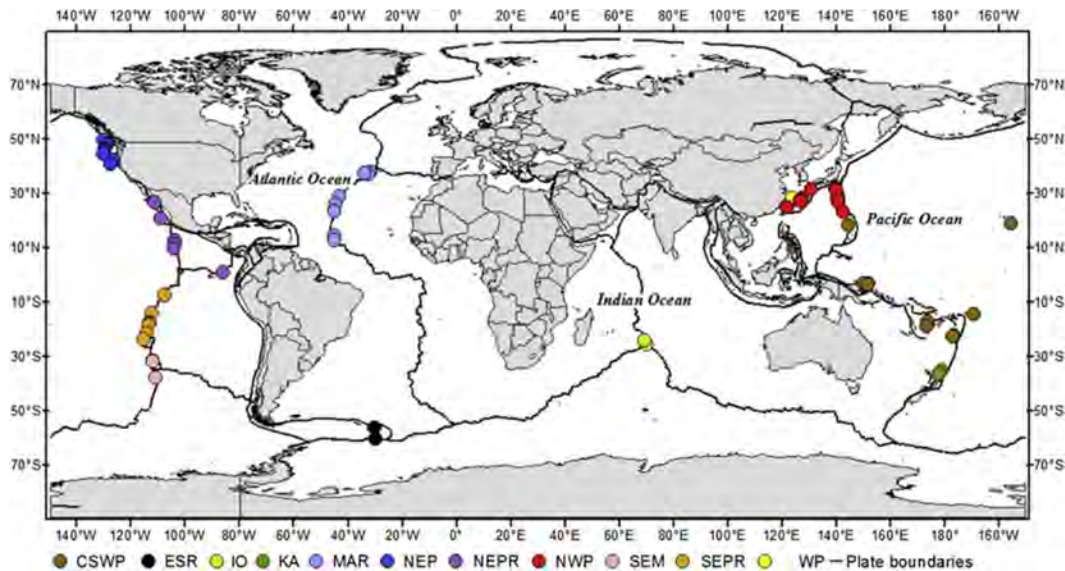 140°W 120°W 100°W 80°W 60°W 40°W 20°W 0°E 20°E 40°E 60°E 80°E 100°E 120°E 140°E 160°E 180° 160°W
70°N 70°N
50°N 50°N
Atlantic Ocean
30°N 30°N
Pacific Ocean
10°N 10°N
Indian Ocean
10°S 10°S
30°S 30°S
50°S 50°S
70°S 70°S
140°W 120°W 100°W 80°W 60°W 40°W 20°W 0°W 20°E 40°E 60°E 80°E 100°E 120°E 140°E 160°E 180° 160°W
CSWP ESR IO KA MAR NEP NEPR NWP SEM SEPR WP Plate boundaries